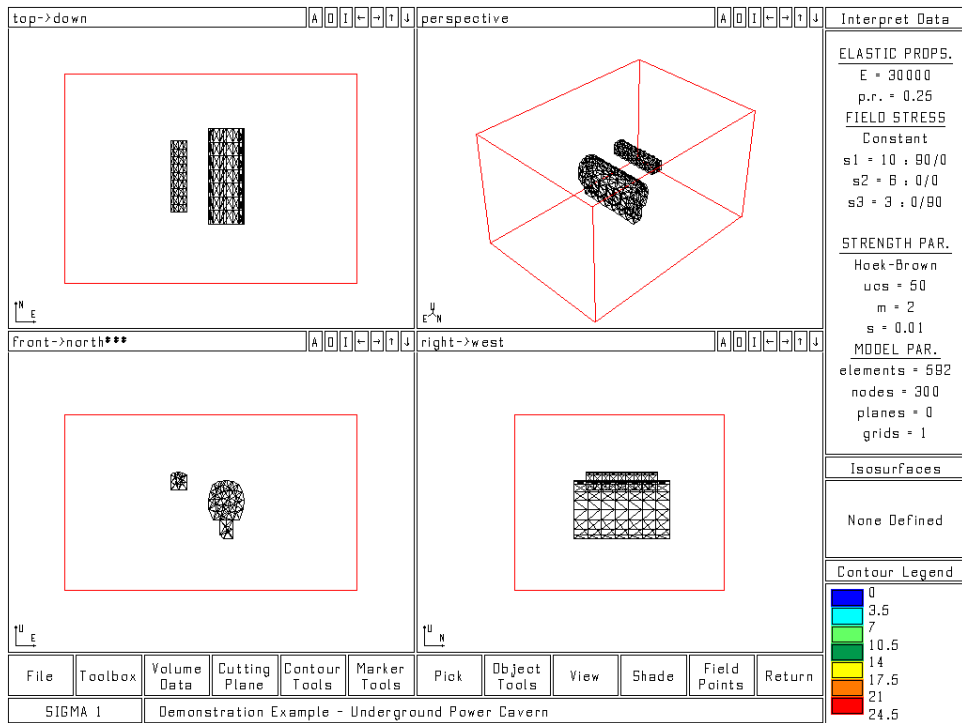 top->down A O I ← → ↑ ↓
N
E
perspective A O I ← → ↑ ↓
U
E N
front->north*** A O I ← → ↑ ↓
U
E
right->west A O I ← → ↑ ↓
U
N
Interpret Data
ELASTIC PROPS.
E = 30000
p.r. = 0.25
FIELD STRESS
Constant
s1 = 10 : 90/0
s2 = 6 : 0/0
s3 = 3 : 0/90
STRENGTH PAR.
Hoek-Brown
ucs = 50
m = 2
s = 0.01
MODEL PAR.
elements = 592
nodes = 300
planes = 0
grids = 1
Isosurfaces
None Defined
Contour Legend
0
3.5
7
10.5
14
17.5
21
24.5
File
Toolbox
Volume
Data
Cutting
Plane
Contour
Tools
Marker
Tools
Pick
Object
Tools
View
Shade
Field
Points
Return
SIGMA 1
Demonstration Example - Underground Power Cavern